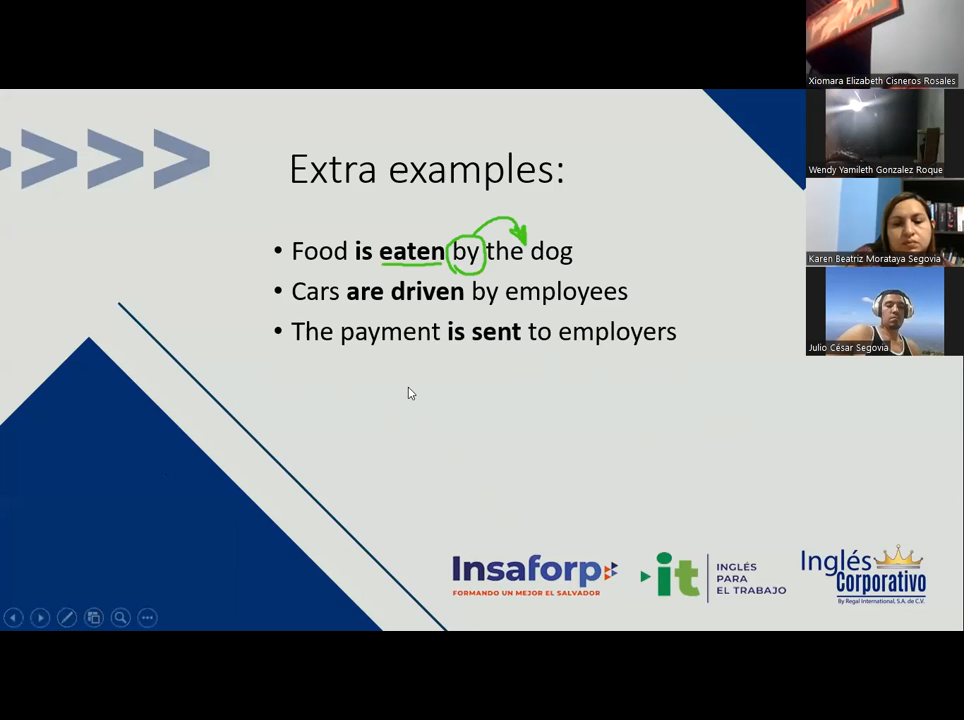 Xiomara Elizabeth Cisneros Rosales
Wendy Yamileth Gonzalez Roque
Karen Beatriz Morataya Segovia
Julio César Segovia
Extra examples:
• Food is eaten by the dog
• Cars are driven by employees
• The payment is sent to employers
Insaforp
FORMANDO UN MEJOR EL SALVADOR
it
INGLÉS
PARA
EL TRABAJO
Inglés
Corporativo
By Regal International, S.A. de C.V.